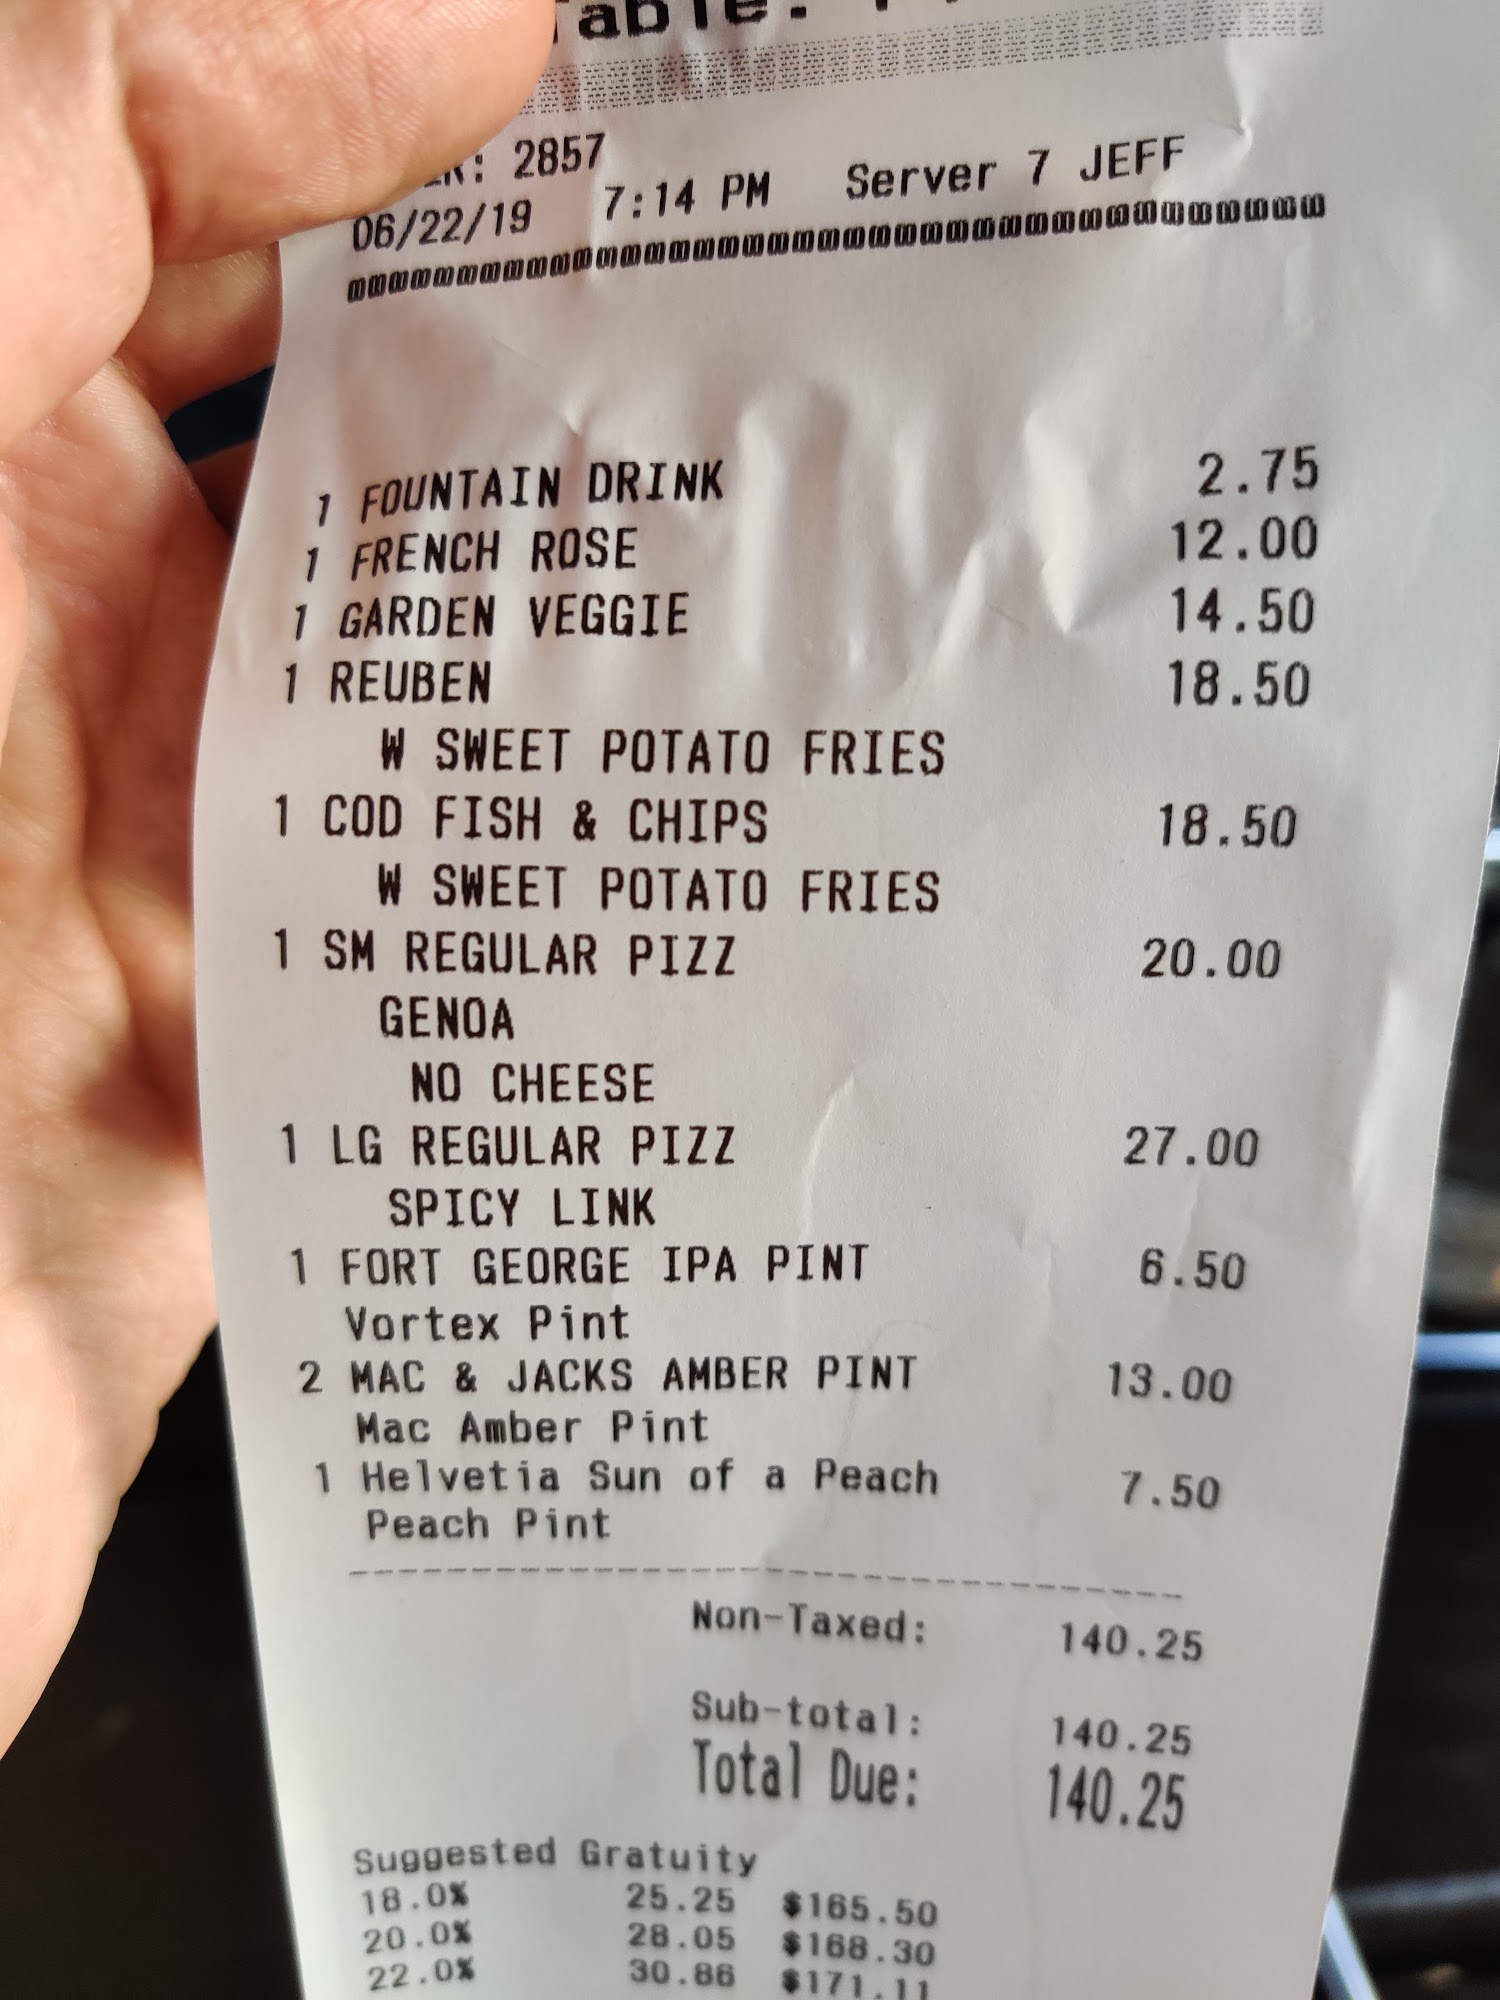 Table:
2857
06/22/19 7:14 PM Server 7 JEFF
1 FOUNTAIN DRINK 2.75
1 FRENCH ROSE 12.00
1 GARDEN VEGGIE 14.50
1 REUBEN 18.50
W SWEET POTATO FRIES
1 COD FISH & CHIPS 18.50
W SWEET POTATO FRIES
1 SM REGULAR PIZZ 20.00
GENOA
NO CHEESE
1 LG REGULAR PIZZ 27.00
SPICY LINK
1 FORT GEORGE IPA PINT 6.50
Vortex Pint
2 MAC & JACKS AMBER PINT 13.00
Mac Amber Pint
1 Helvetia Sun of a Peach 7.50
Peach Pint
Non-Taxed: 140.25
Sub-total: 140.25
Total Due: 140.25
Suggested Gratuity
18.0% 25.25 $165.50
20.0% 28.05 $168.30
22.0% 30.86 $171.11